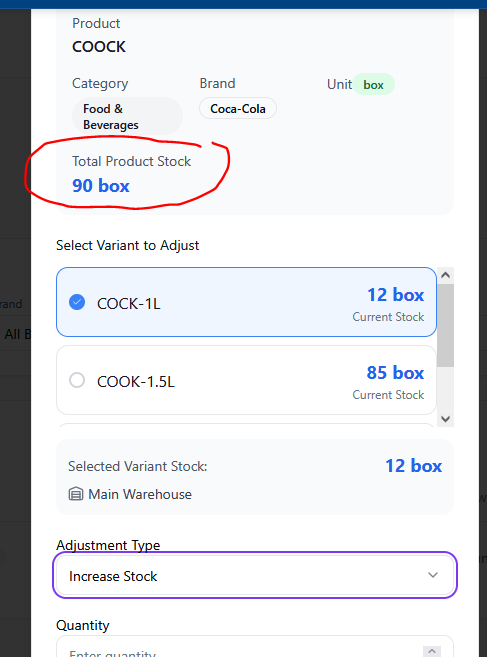 Product
COOCK
Category
Brand
Unit box
Food &
Beverages
Coca-Cola
Total Product Stock
90 box
Select Variant to Adjust
COCK-1L
12 box
Current Stock
COOK-1.5L
85 box
Current Stock
Selected Variant Stock:
12 box
Main Warehouse
Adjustment Type
Increase Stock
Quantity
Enter quantity
rand
All B